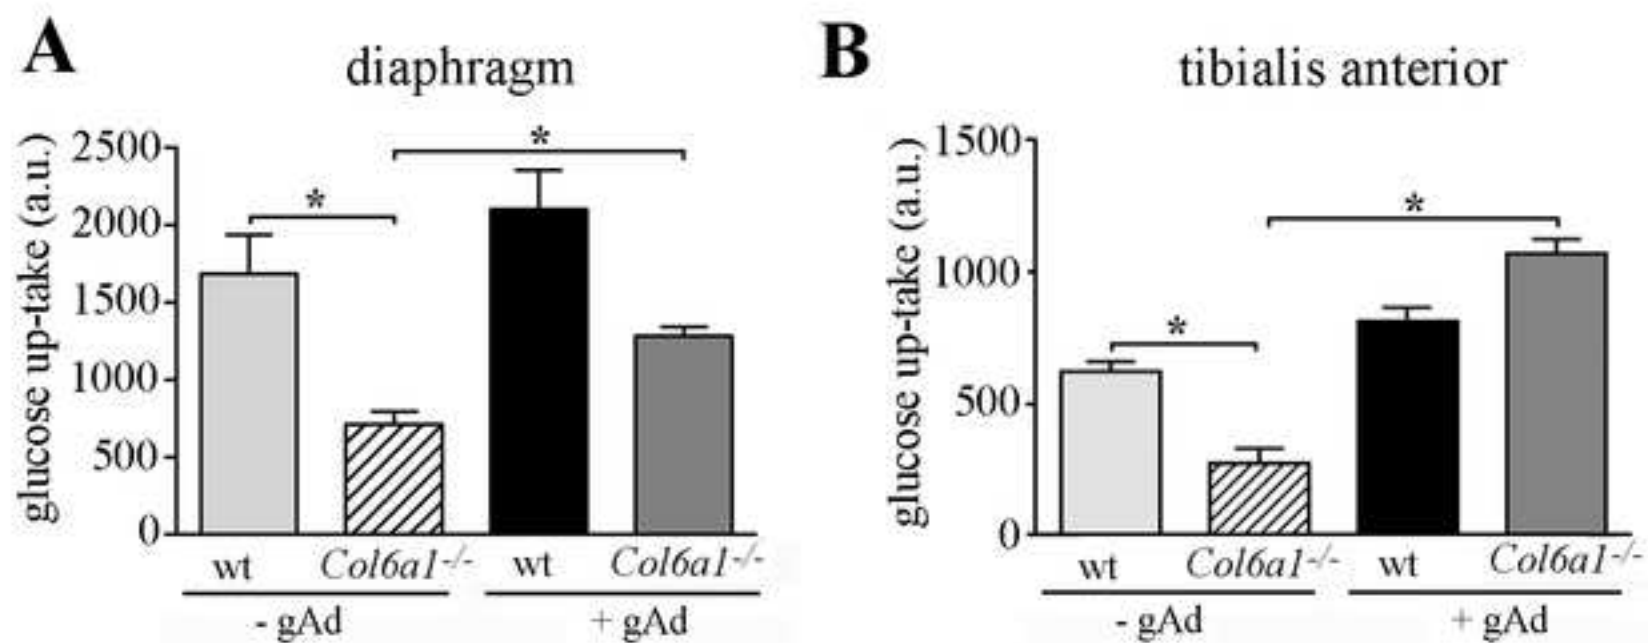 A
diaphragm
glucose up-take (a.u.)
2500
2000
1500
1000
500
0
*
*
wt
Col6a1-/-
wt
Col6a1-/-
- gAd
+ gAd
B
tibialis anterior
glucose up-take (a.u.)
1500
1000
500
0
*
*
wt
Col6a1-/-
wt
Col6a1-/-
- gAd
+ gAd